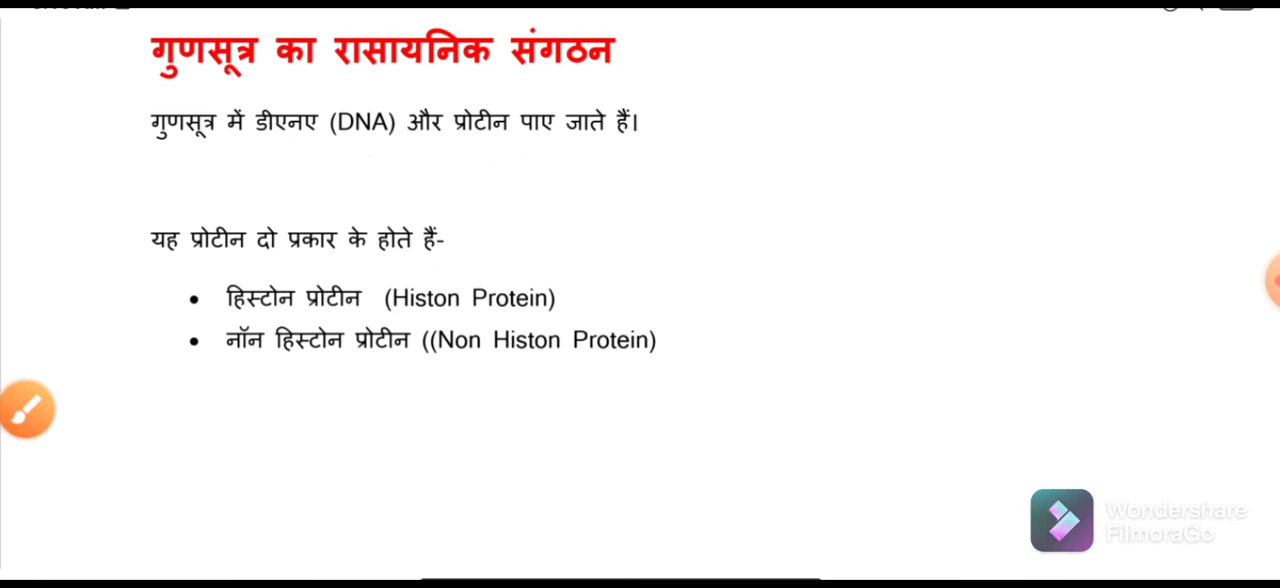 गुणसूत्र का रासायनिक संगठन
गुणसूत्र में डीएनए (DNA) और प्रोटीन पाए जाते हैं।
यह प्रोटीन दो प्रकार के होते हैं-
• हिस्टोन प्रोटीन (Histon Protein)
• नॉन हिस्टोन प्रोटीन ((Non Histon Protein)
Wondershare
FilmoraGo